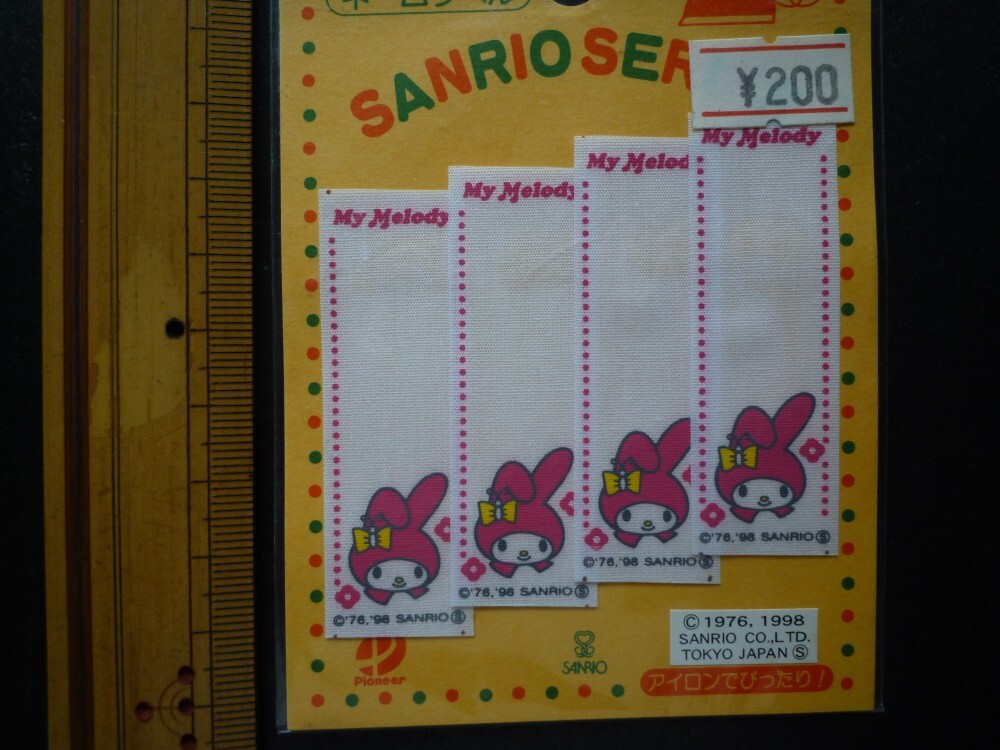 SANRIO SER
¥200
My Melody
My Melody
My Melod
My Melody
©'76,'98 SANRIO Ⓢ
©'76,'98 SANRIO Ⓢ
©'76,'98 SANRIO Ⓢ
©'76,'98 SANRIO Ⓢ
Pioneer
SANRIO
© 1976, 1998
SANRIO CO.,LTD.
TOKYO JAPAN Ⓢ
アイロンでぴったり!